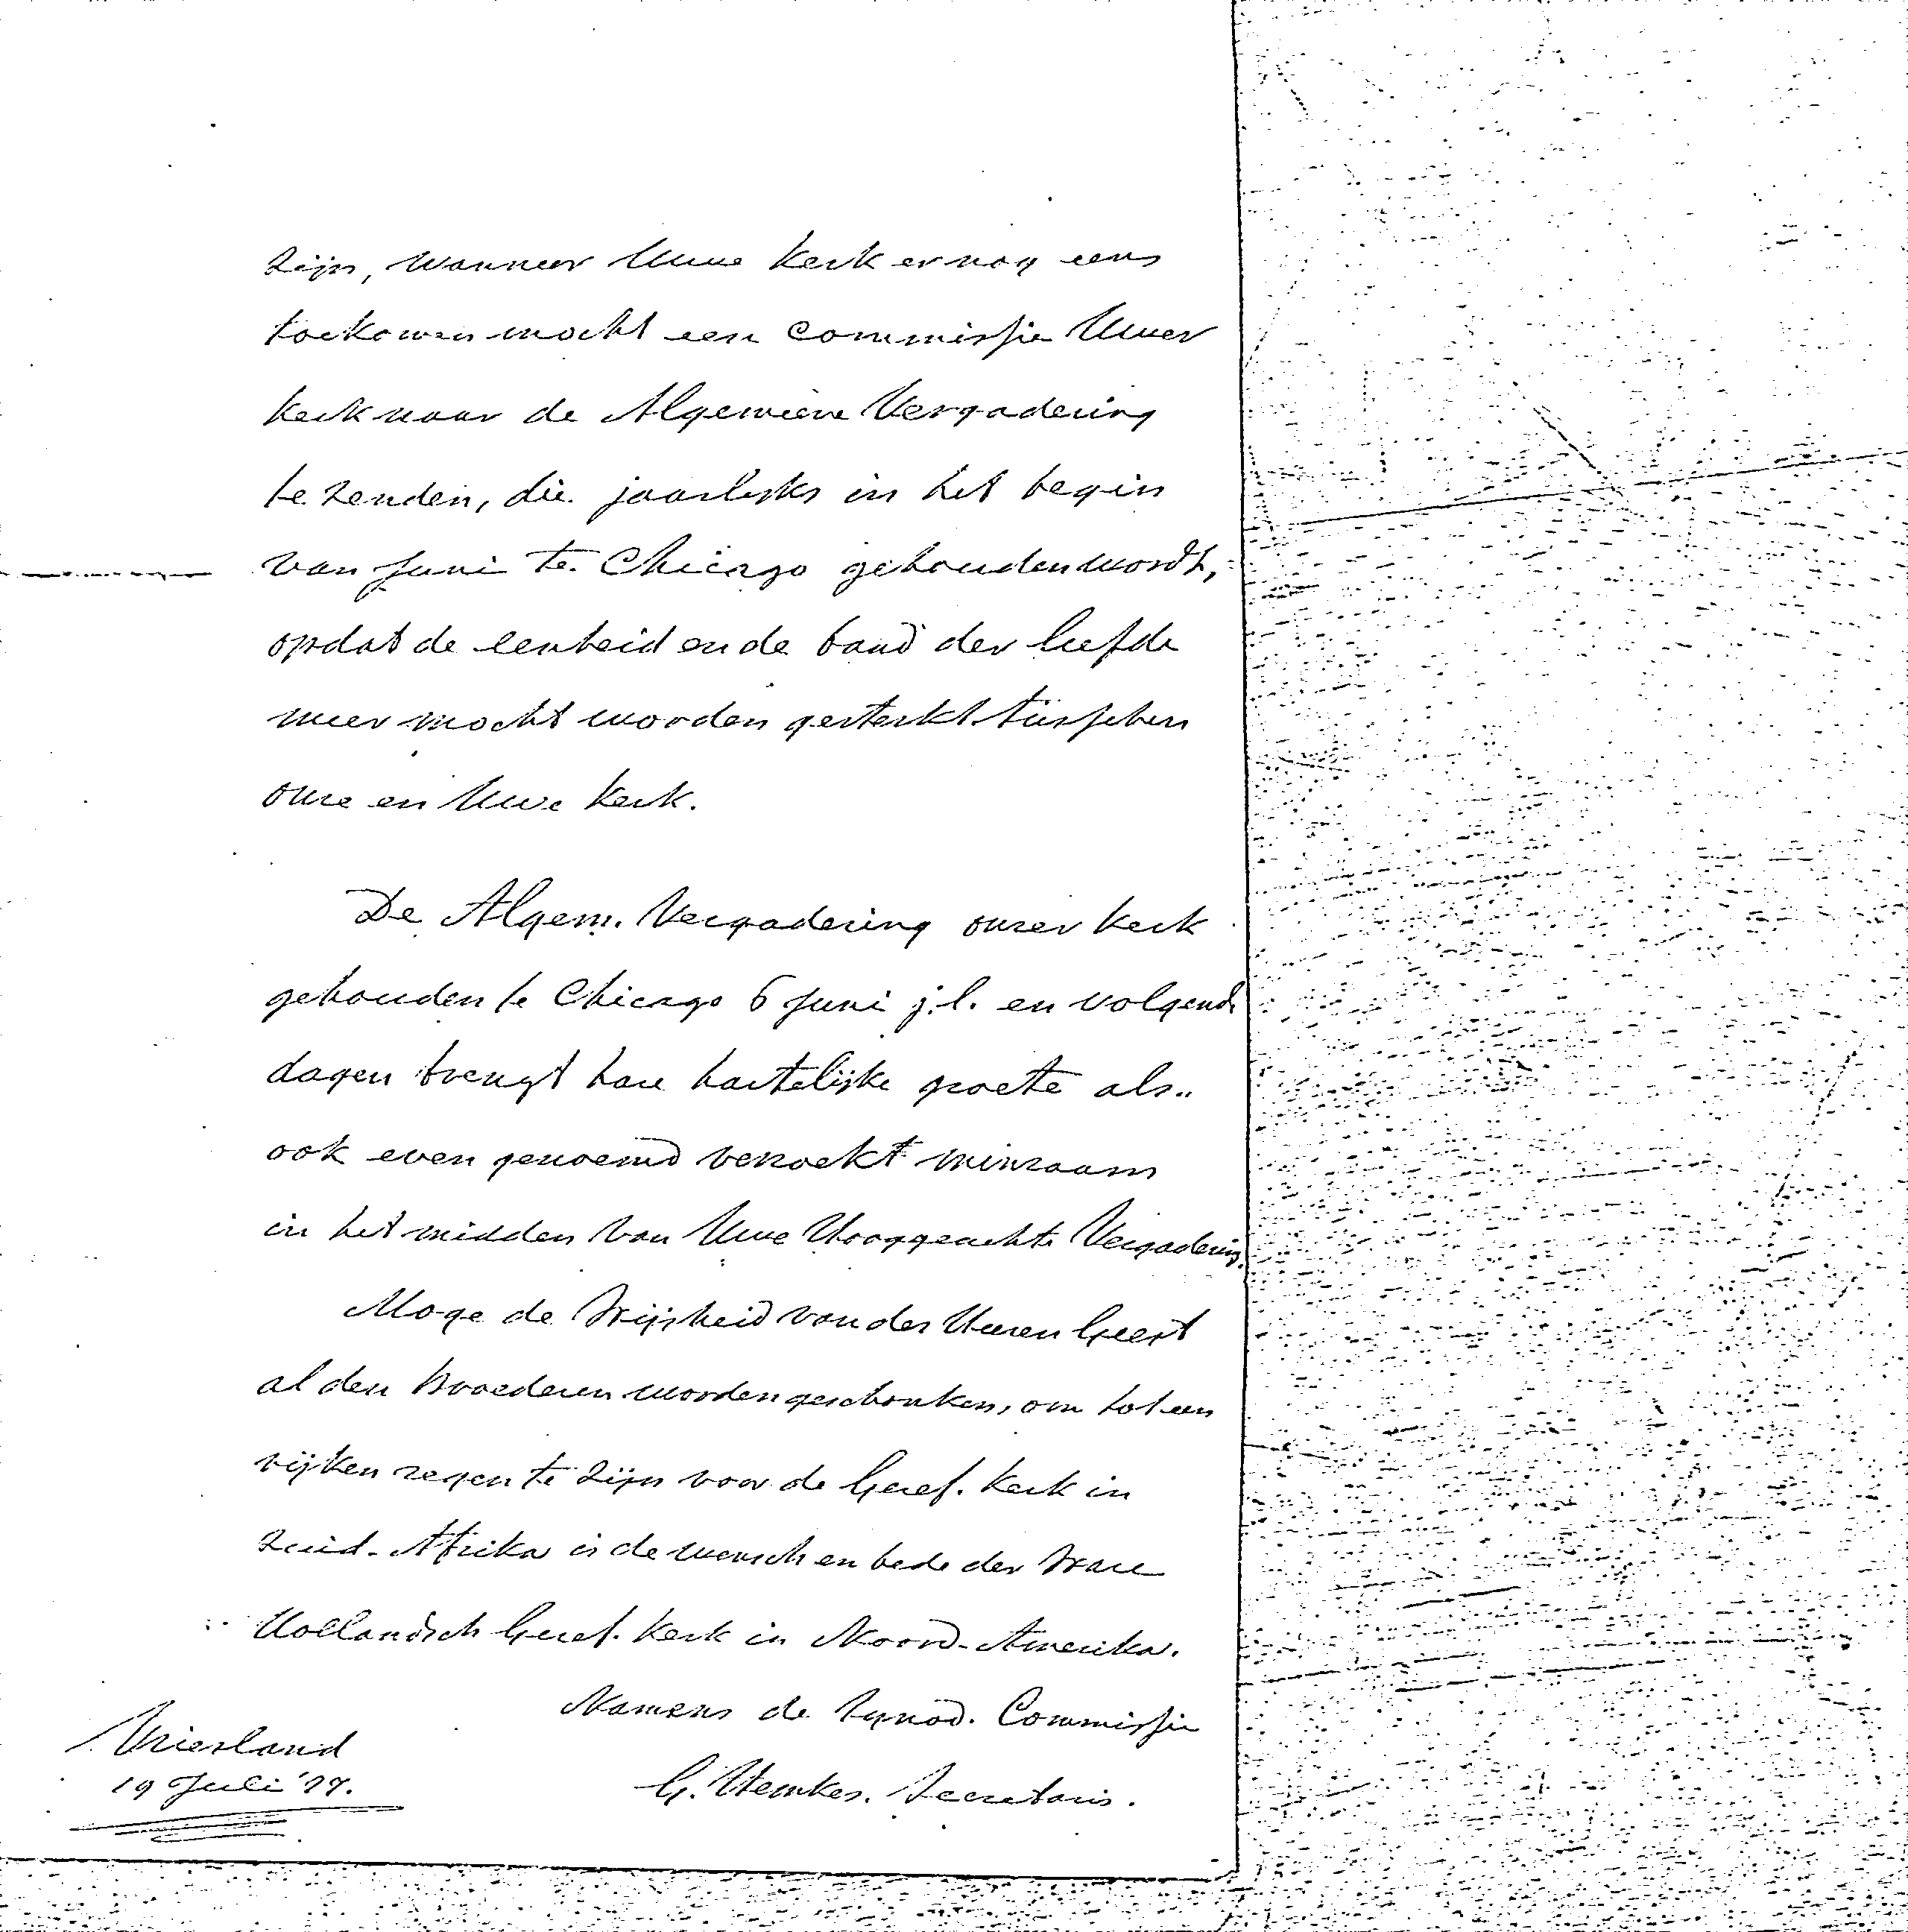 zijn, wanneer Uwe Kerk er nog eens
toekomen mocht een Commissie Uwer
Kerk naar de Algemeene Vergadering
te zenden, die jaarlijks in het begin
van Juni te Chicago gehouden wordt,
opdat de eenheid en de band der liefde
meer mocht worden gesterkt tusschen
onze en Uwe Kerk.
De Algem. Vergadering onzer Kerk
gehouden te Chicago 6 Juni j.l. en volgende
dagen brengt hare hartelijke groete als..
ook even genoemd verzoekt minzaam
in het midden van Uwe Hooggeachte Vergadering.
Moge de Wijsheid van des Heeren Geest
al den Broederen worden geschonken, om tot een
rijken zegen te zijn voor de Geref. Kerk in
Zuid-Afrika is de wensch en bede der Ware
Hollandsch Geref. Kerk in Noord-Amerika.
Namens de Synod. Commissie
Vriesland
19 Juli '77.
G. Hemkes. Secretaris.